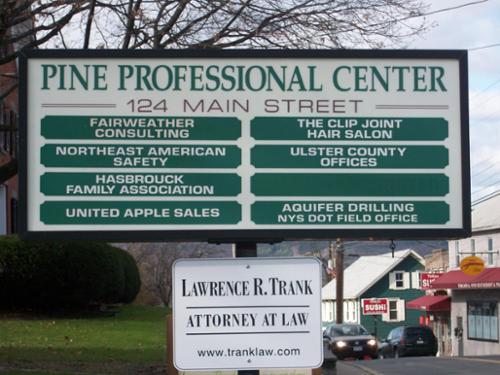 PINE PROFESSIONAL CENTER
124 MAIN STREET
FAIRWEATHER
CONSULTING
THE CLIP JOINT
HAIR SALON
NORTHEAST AMERICAN
SAFETY
ULSTER COUNTY
OFFICES
HASBROUCK
FAMILY ASSOCIATION
UNITED APPLE SALES
AQUIFER DRILLING
NYS DOT FIELD OFFICE
LAWRENCE R. TRANK
ATTORNEY AT LAW
www.tranklaw.com
SUSHI